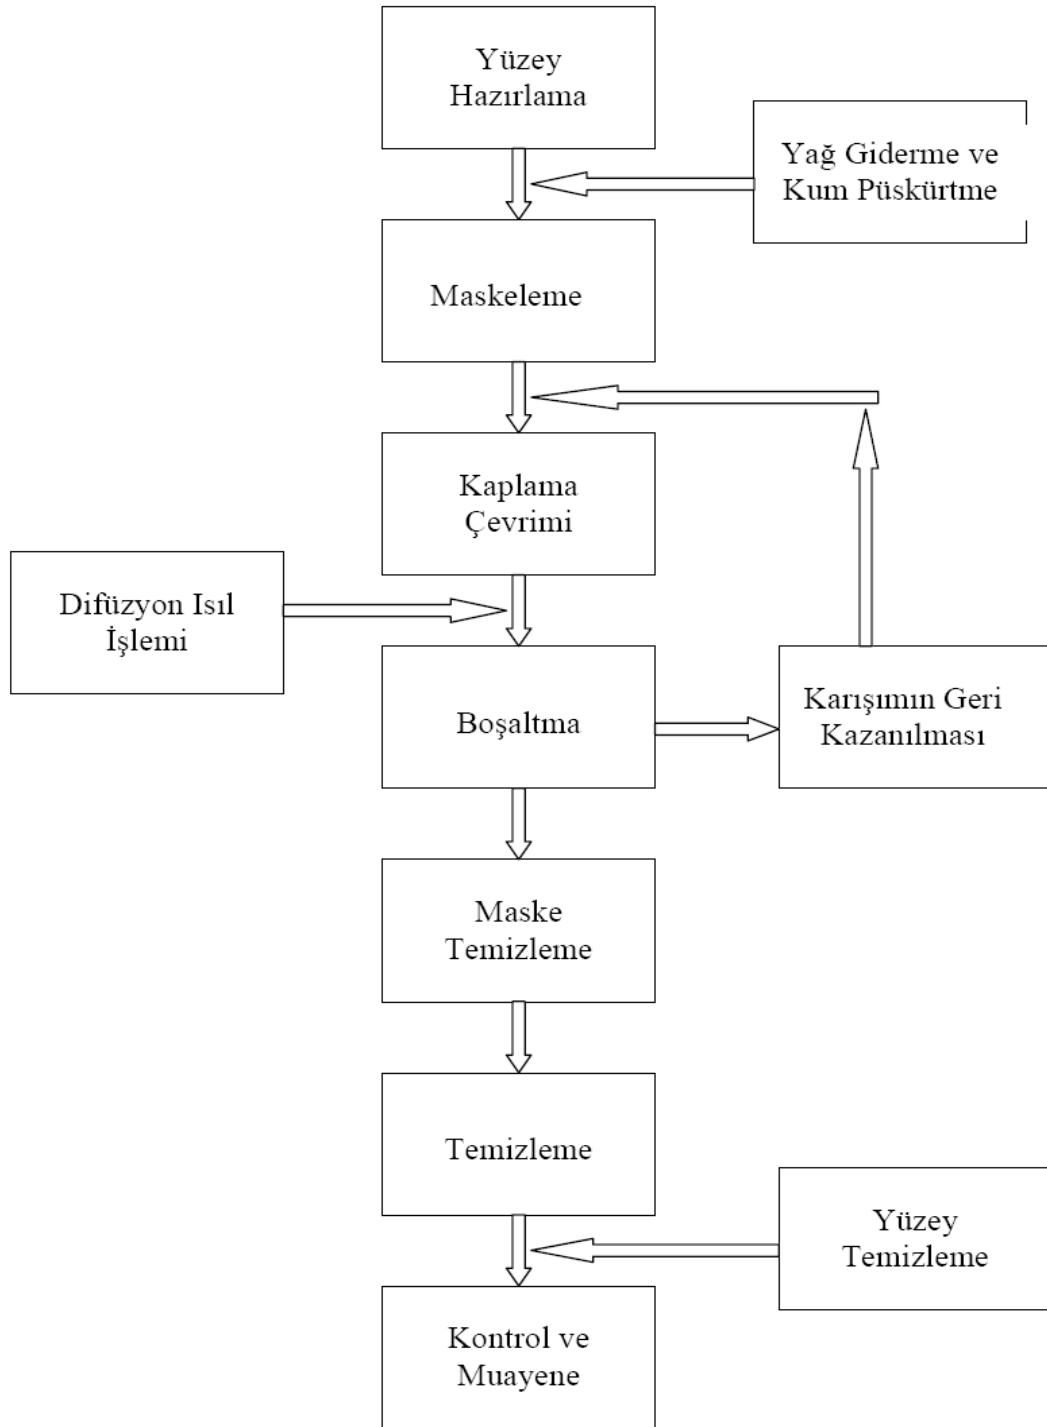 Yüzey
Hazırlama
Yağ Giderme ve
Kum Püskürtme
Maskeleme
Kaplama
Çevrimi
Difüzyon Isıl
İşlemi
Boşaltma
Karışımın Geri
Kazanılması
Maske
Temizleme
Temizleme
Yüzey
Temizleme
Kontrol ve
Muayene